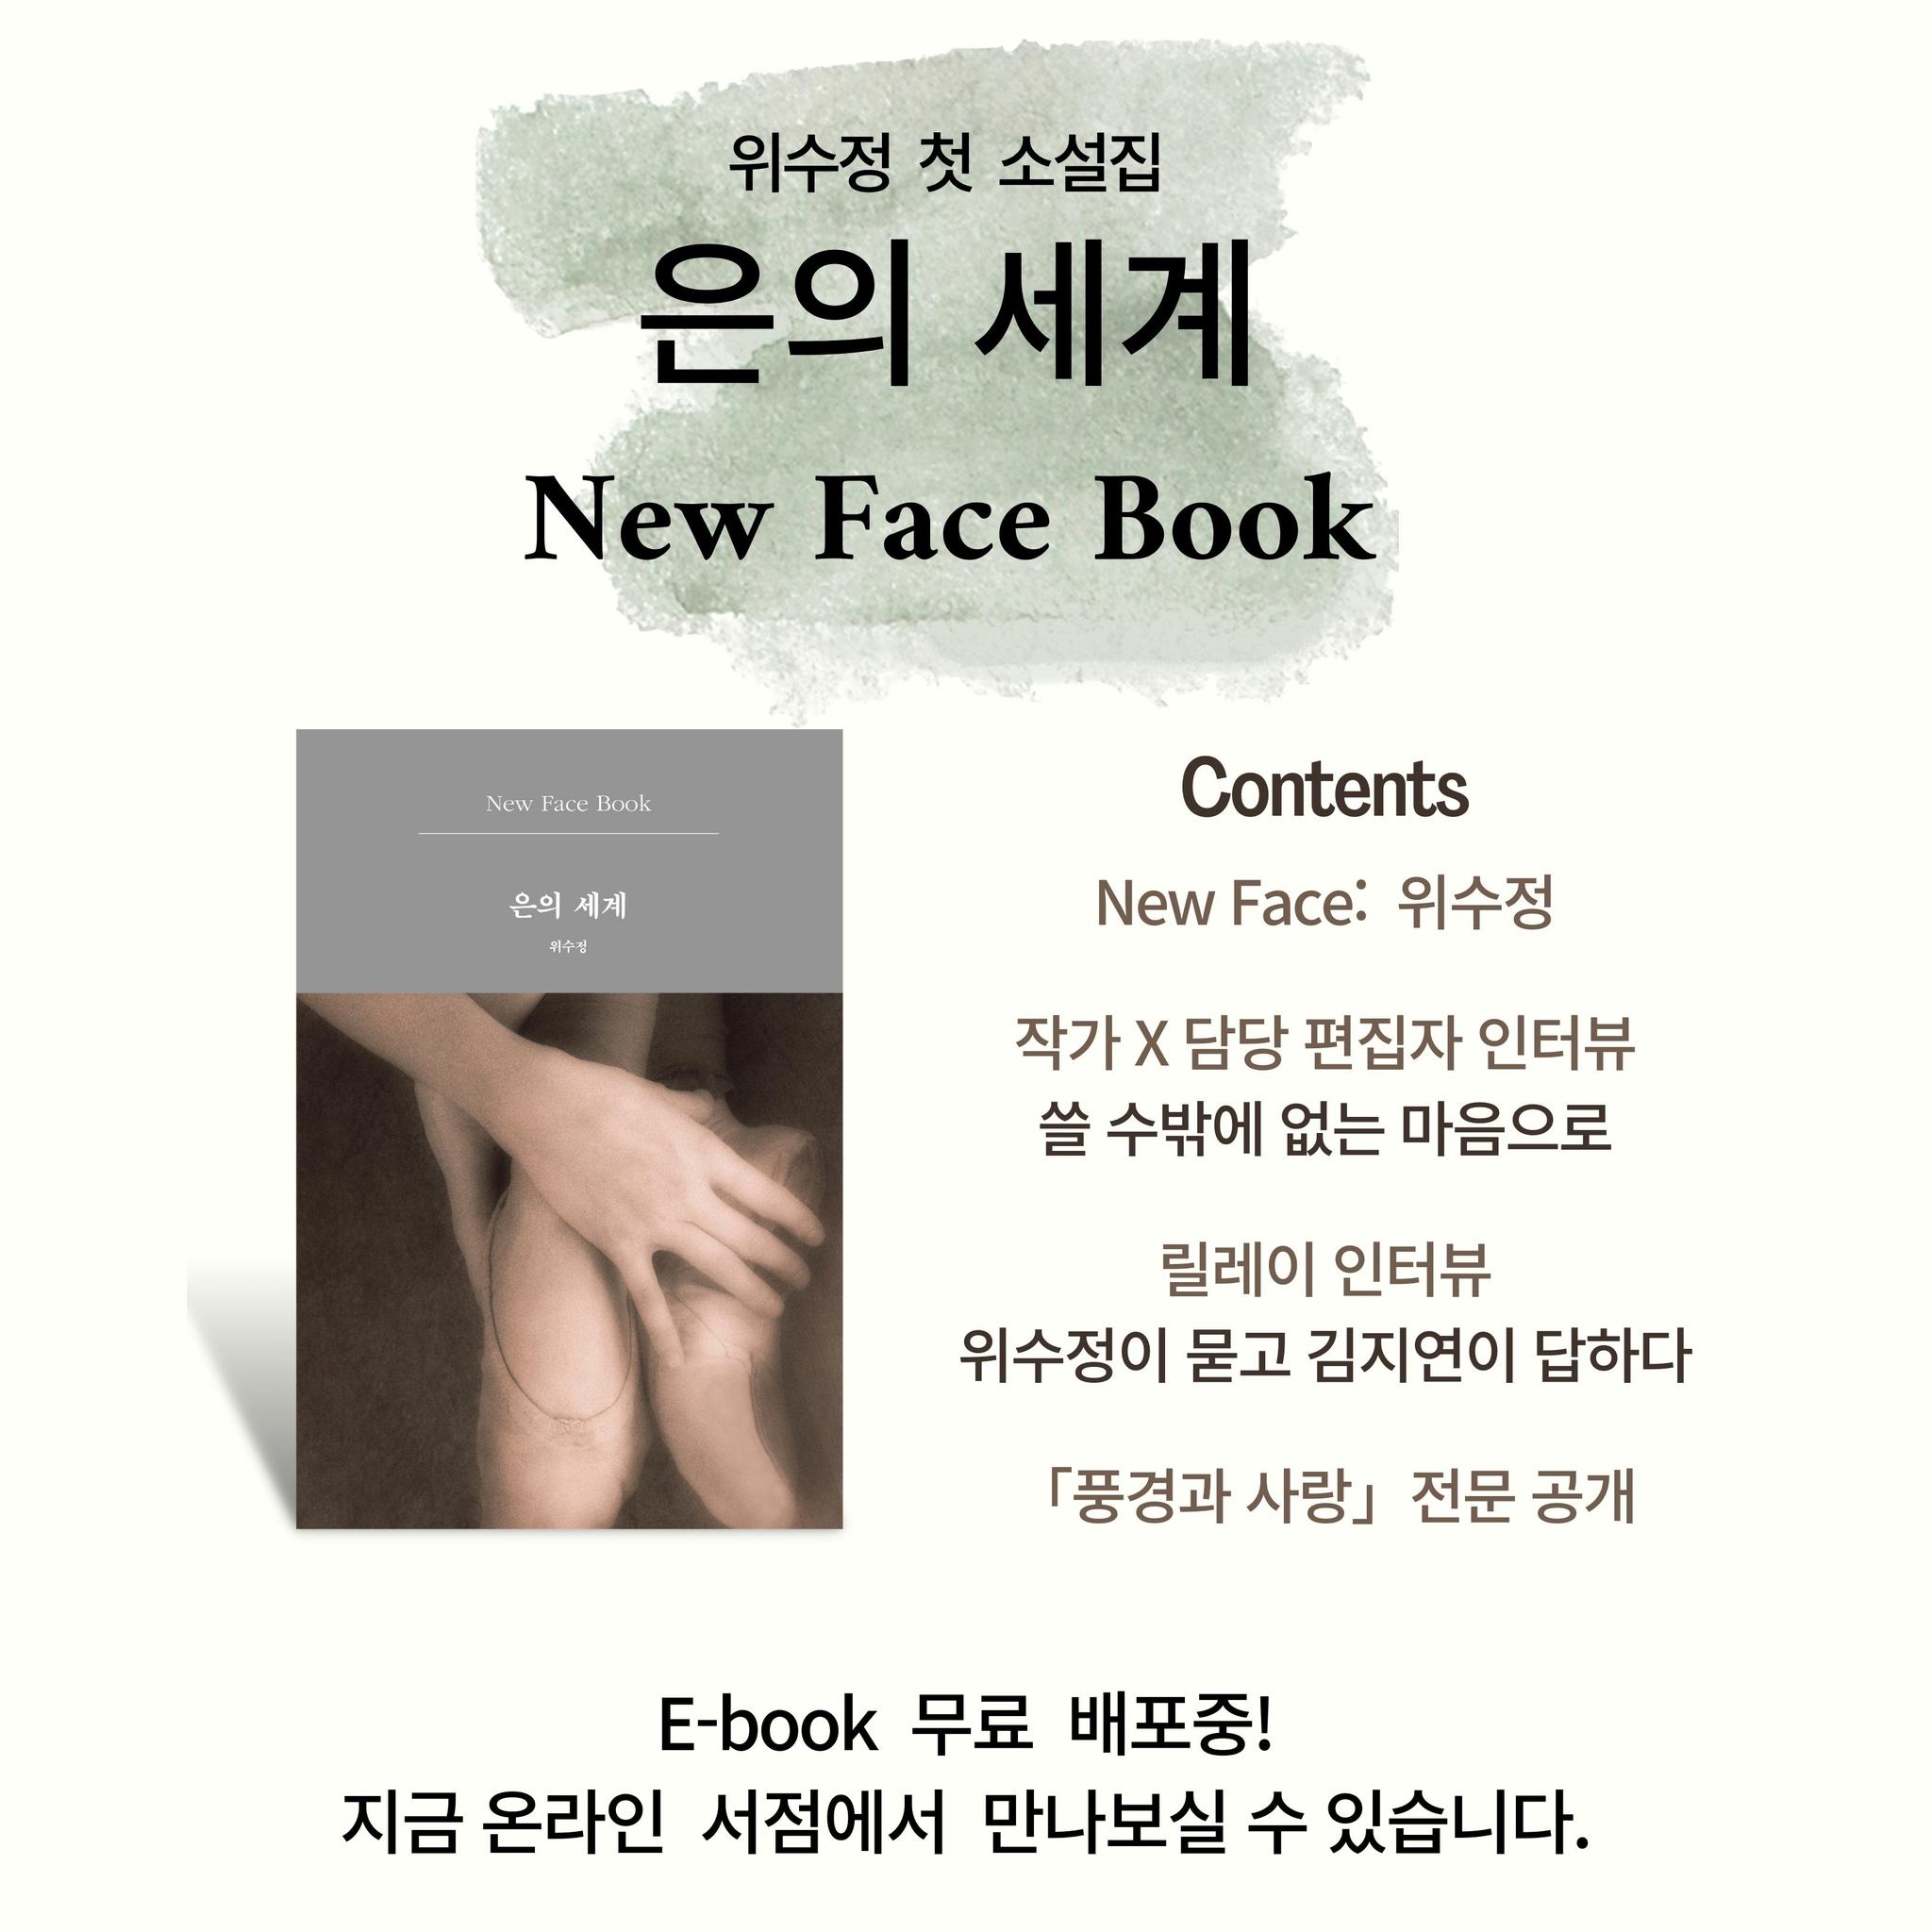 위수정 첫 소설집
은의 세계
New Face Book
New Face Book
은의 세계
위수정
Contents
New Face: 위수정
작가 X 담당 편집자 인터뷰
쓸 수밖에 없는 마음으로
릴레이 인터뷰
위수정이 묻고 김지연이 답하다
「풍경과 사랑」 전문 공개
E-book 무료 배포중!
지금 온라인 서점에서 만나보실 수 있습니다.